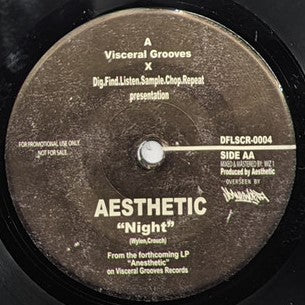 A
Visceral Grooves
X
Dig.Find.Listen.Sample.Chop.Repeat
presentation
FOR PROMOTIONAL USE ONLY
NOT FOR SALE
DFLSCR-0004
SIDE AA
MIXED & MASTERED BY: WIZ 1
Produced by Aesthetic
OVERSEEN BY
AESTHETIC
"Night"
(Wylon,Crouch)
From the forthcoming LP
"Anesthetic"
on Visceral Grooves Records